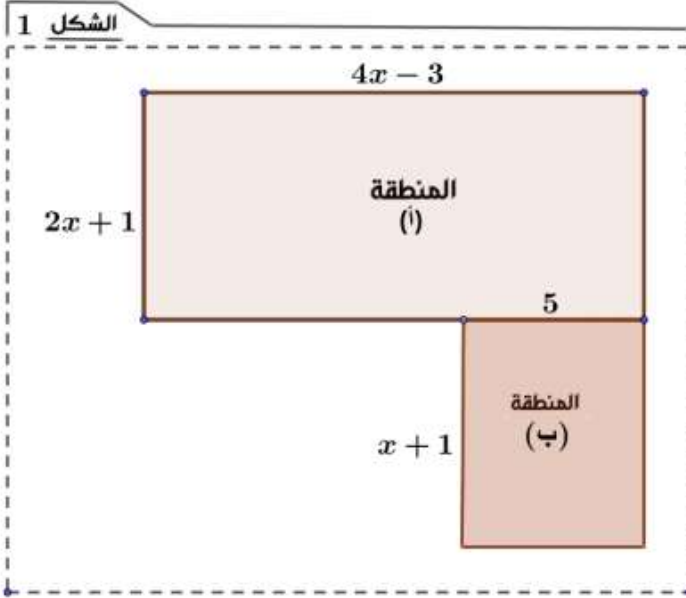 الشكل 1
4x − 3
المنطقة
(أ)
2x + 1
5
المنطقة
(ب)
x + 1